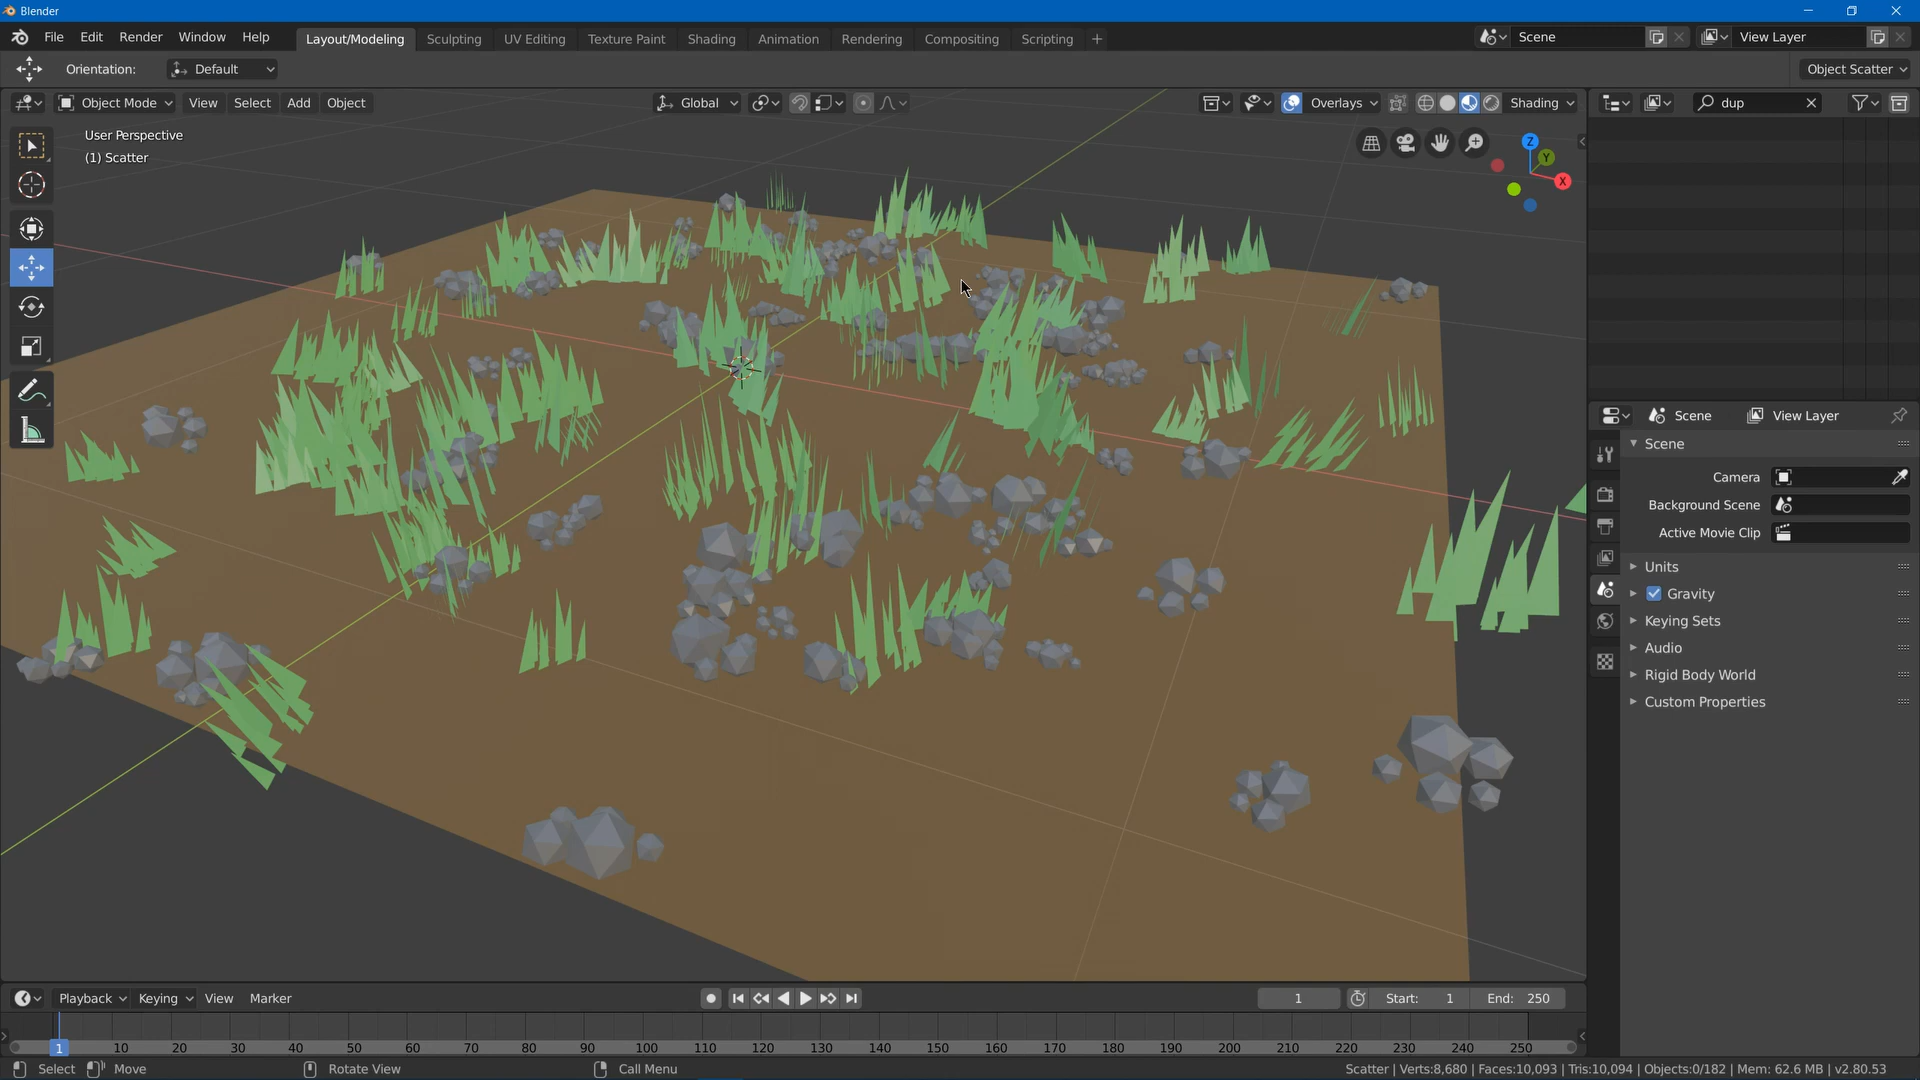 Blender
File Edit Render Window Help Layout/Modeling Sculpting UV Editing Texture Paint Shading Animation Rendering Compositing Scripting + Scene View Layer
Orientation: Default Object Scatter
Object Mode View Select Add Object Global Overlays Shading dup
User Perspective
(1) Scatter
Z
Y
X
Scene View Layer
Scene
Camera
Background Scene
Active Movie Clip
Units
Gravity
Keying Sets
Audio
Rigid Body World
Custom Properties
Playback Keying View Marker 1 Start: 1 End: 250
1 10 20 30 40 50 60 70 80 90 100 110 120 130 140 150 160 170 180 190 200 210 220 230 240 250
Select Move Rotate View Call Menu Scatter | Verts:8,680 | Faces:10,093 | Tris:10,094 | Objects:0/182 | Mem: 62.6 MB | v2.80.53